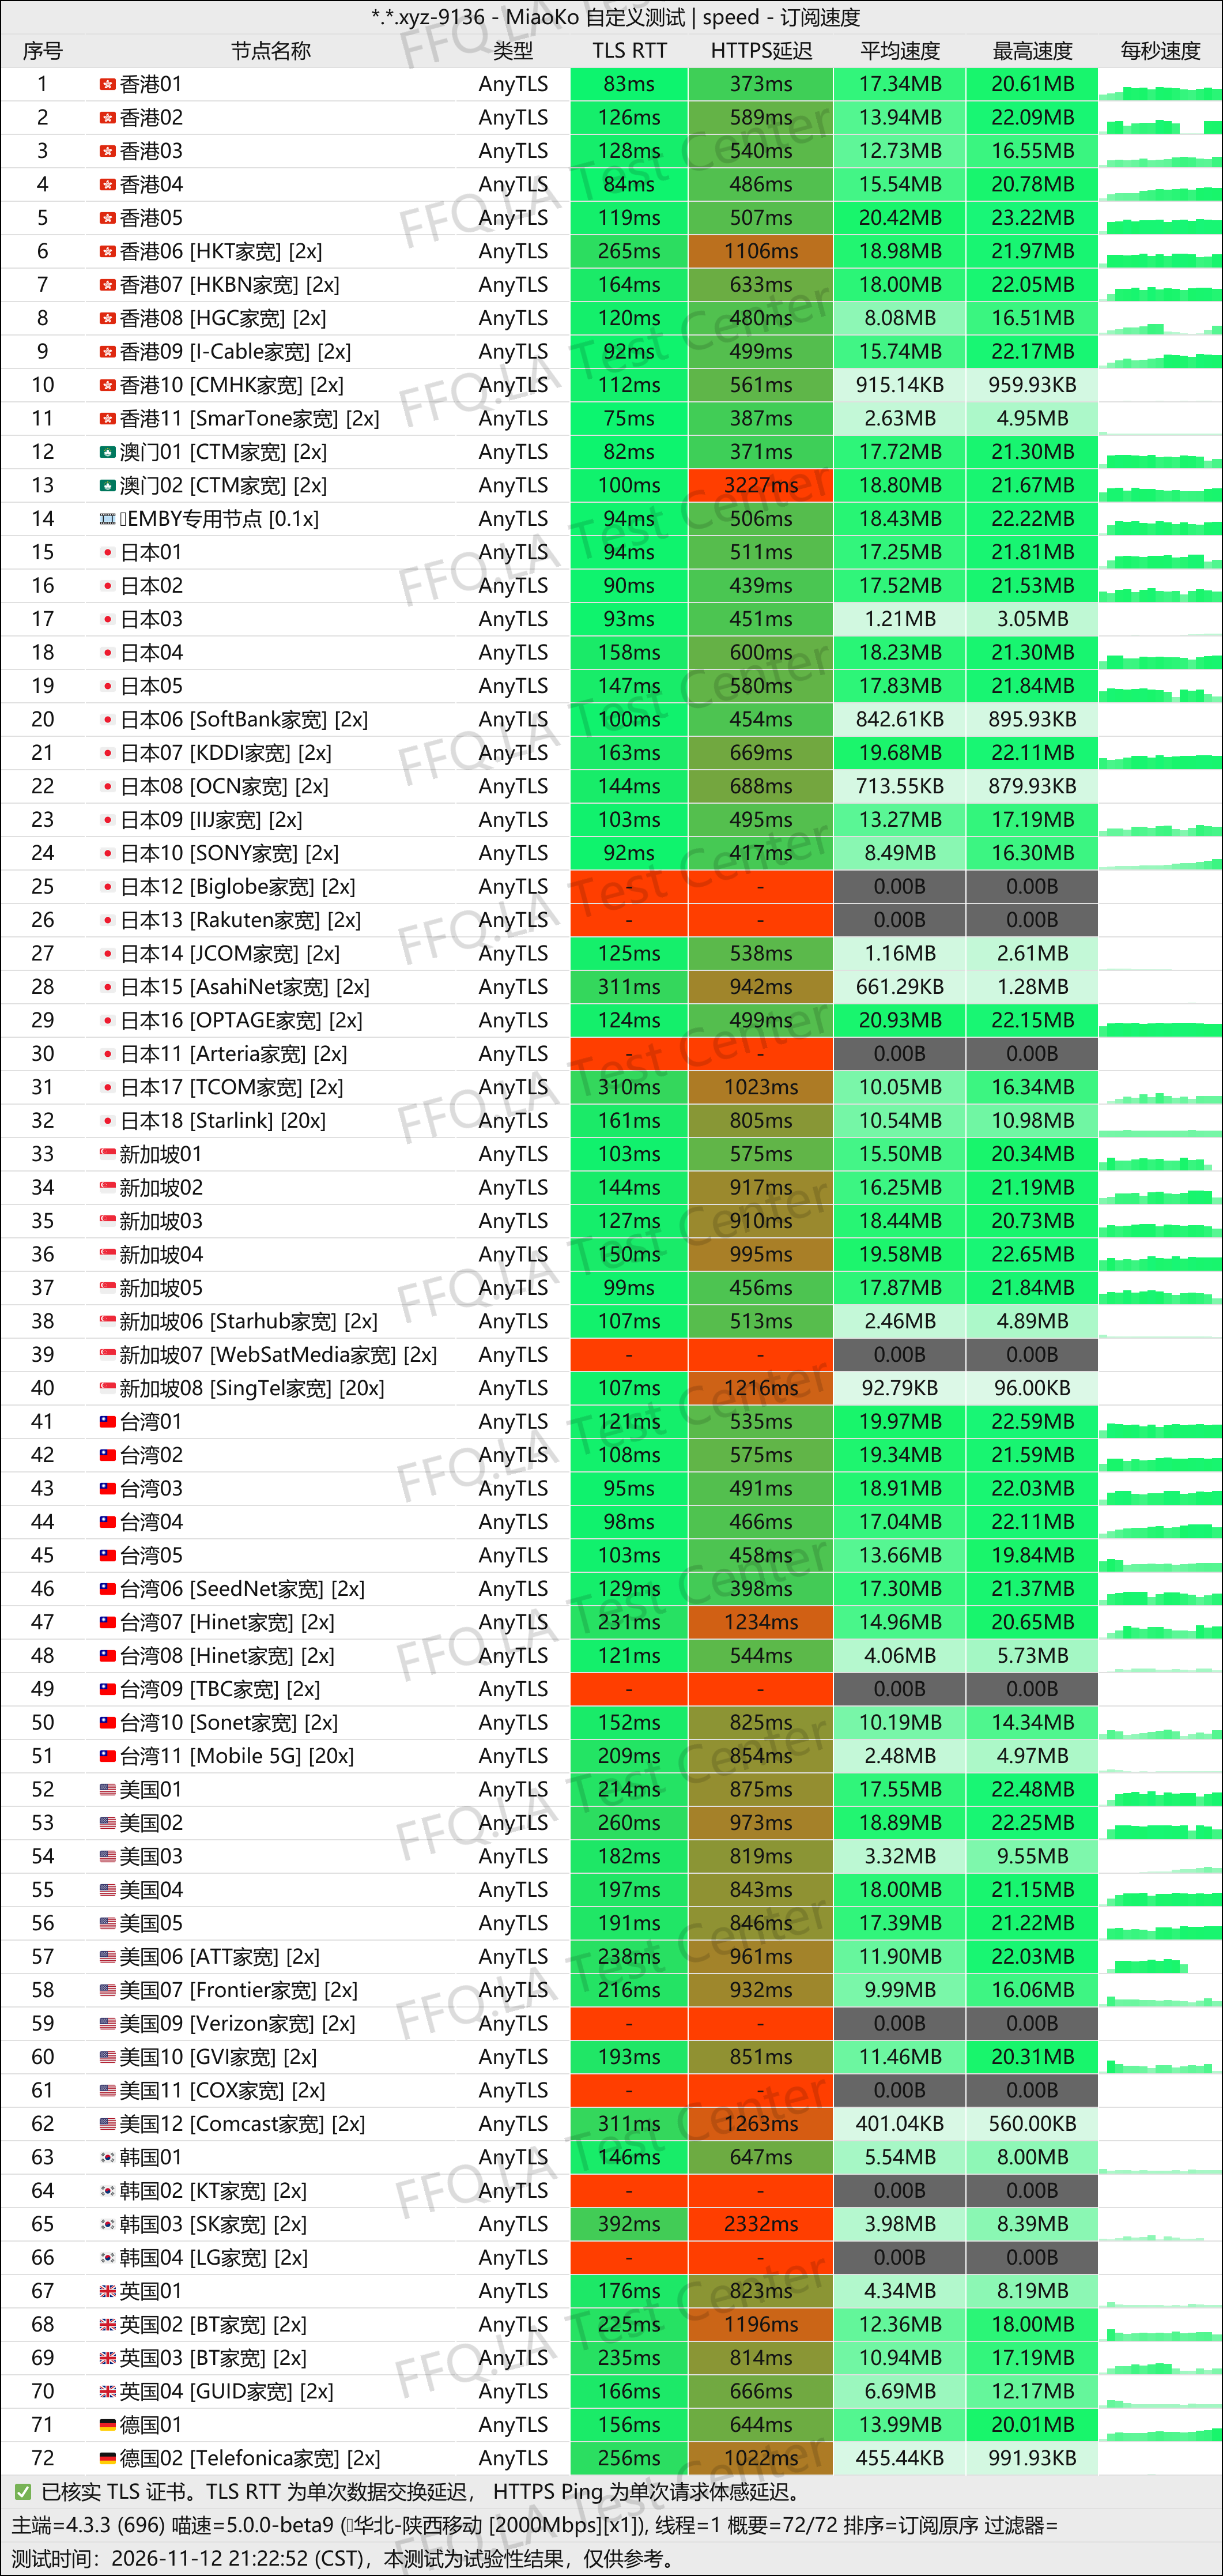 *.*.xyz-9136 - MiaoKo 自定义测试 | speed - 订阅速度
序号 节点名称 类型 TLS RTT HTTPS延迟 平均速度 最高速度 每秒速度
1 香港01 AnyTLS 83ms 373ms 17.34MB 20.61MB
2 香港02 AnyTLS 126ms 589ms 13.94MB 22.09MB
3 香港03 AnyTLS 128ms 540ms 12.73MB 16.55MB
4 香港04 AnyTLS 84ms 486ms 15.54MB 20.78MB
5 香港05 AnyTLS 119ms 507ms 20.42MB 23.22MB
6 香港06 [HKT家宽] [2x] AnyTLS 265ms 1106ms 18.98MB 21.97MB
7 香港07 [HKBN家宽] [2x] AnyTLS 164ms 633ms 18.00MB 22.05MB
8 香港08 [HGC家宽] [2x] AnyTLS 120ms 480ms 8.08MB 16.51MB
9 香港09 [I-Cable家宽] [2x] AnyTLS 92ms 499ms 15.74MB 22.17MB
10 香港10 [CMHK家宽] [2x] AnyTLS 112ms 561ms 915.14KB 959.93KB
11 香港11 [SmarTone家宽] [2x] AnyTLS 75ms 387ms 2.63MB 4.95MB
12 澳门01 [CTM家宽] [2x] AnyTLS 82ms 371ms 17.72MB 21.30MB
13 澳门02 [CTM家宽] [2x] AnyTLS 100ms 3227ms 18.80MB 21.67MB
14 EMBY专用节点 [0.1x] AnyTLS 94ms 506ms 18.43MB 22.22MB
15 日本01 AnyTLS 94ms 511ms 17.25MB 21.81MB
16 日本02 AnyTLS 90ms 439ms 17.52MB 21.53MB
17 日本03 AnyTLS 93ms 451ms 1.21MB 3.05MB
18 日本04 AnyTLS 158ms 600ms 18.23MB 21.30MB
19 日本05 AnyTLS 147ms 580ms 17.83MB 21.84MB
20 日本06 [SoftBank家宽] [2x] AnyTLS 100ms 454ms 842.61KB 895.93KB
21 日本07 [KDDI家宽] [2x] AnyTLS 163ms 669ms 19.68MB 22.11MB
22 日本08 [OCN家宽] [2x] AnyTLS 144ms 688ms 713.55KB 879.93KB
23 日本09 [IIJ家宽] [2x] AnyTLS 103ms 495ms 13.27MB 17.19MB
24 日本10 [SONY家宽] [2x] AnyTLS 92ms 417ms 8.49MB 16.30MB
25 日本12 [Biglobe家宽] [2x] AnyTLS - - 0.00B 0.00B
26 日本13 [Rakuten家宽] [2x] AnyTLS - - 0.00B 0.00B
27 日本14 [JCOM家宽] [2x] AnyTLS 125ms 538ms 1.16MB 2.61MB
28 日本15 [AsahiNet家宽] [2x] AnyTLS 311ms 942ms 661.29KB 1.28MB
29 日本16 [OPTAGE家宽] [2x] AnyTLS 124ms 499ms 20.93MB 22.15MB
30 日本11 [Arteria家宽] [2x] AnyTLS - - 0.00B 0.00B
31 日本17 [TCOM家宽] [2x] AnyTLS 310ms 1023ms 10.05MB 16.34MB
32 日本18 [Starlink] [20x] AnyTLS 161ms 805ms 10.54MB 10.98MB
33 新加坡01 AnyTLS 103ms 575ms 15.50MB 20.34MB
34 新加坡02 AnyTLS 144ms 917ms 16.25MB 21.19MB
35 新加坡03 AnyTLS 127ms 910ms 18.44MB 20.73MB
36 新加坡04 AnyTLS 150ms 995ms 19.58MB 22.65MB
37 新加坡05 AnyTLS 99ms 456ms 17.87MB 21.84MB
38 新加坡06 [Starhub家宽] [2x] AnyTLS 107ms 513ms 2.46MB 4.89MB
39 新加坡07 [WebSatMedia家宽] [2x] AnyTLS - - 0.00B 0.00B
40 新加坡08 [SingTel家宽] [20x] AnyTLS 107ms 1216ms 92.79KB 96.00KB
41 台湾01 AnyTLS 121ms 535ms 19.97MB 22.59MB
42 台湾02 AnyTLS 108ms 575ms 19.34MB 21.59MB
43 台湾03 AnyTLS 95ms 491ms 18.91MB 22.03MB
44 台湾04 AnyTLS 98ms 466ms 17.04MB 22.11MB
45 台湾05 AnyTLS 103ms 458ms 13.66MB 19.84MB
46 台湾06 [SeedNet家宽] [2x] AnyTLS 129ms 398ms 17.30MB 21.37MB
47 台湾07 [Hinet家宽] [2x] AnyTLS 231ms 1234ms 14.96MB 20.65MB
48 台湾08 [Hinet家宽] [2x] AnyTLS 121ms 544ms 4.06MB 5.73MB
49 台湾09 [TBC家宽] [2x] AnyTLS - - 0.00B 0.00B
50 台湾10 [Sonet家宽] [2x] AnyTLS 152ms 825ms 10.19MB 14.34MB
51 台湾11 [Mobile 5G] [20x] AnyTLS 209ms 854ms 2.48MB 4.97MB
52 美国01 AnyTLS 214ms 875ms 17.55MB 22.48MB
53 美国02 AnyTLS 260ms 973ms 18.89MB 22.25MB
54 美国03 AnyTLS 182ms 819ms 3.32MB 9.55MB
55 美国04 AnyTLS 197ms 843ms 18.00MB 21.15MB
56 美国05 AnyTLS 191ms 846ms 17.39MB 21.22MB
57 美国06 [ATT家宽] [2x] AnyTLS 238ms 961ms 11.90MB 22.03MB
58 美国07 [Frontier家宽] [2x] AnyTLS 216ms 932ms 9.99MB 16.06MB
59 美国09 [Verizon家宽] [2x] AnyTLS - - 0.00B 0.00B
60 美国10 [GVI家宽] [2x] AnyTLS 193ms 851ms 11.46MB 20.31MB
61 美国11 [COX家宽] [2x] AnyTLS - - 0.00B 0.00B
62 美国12 [Comcast家宽] [2x] AnyTLS 311ms 1263ms 401.04KB 560.00KB
63 韩国01 AnyTLS 146ms 647ms 5.54MB 8.00MB
64 韩国02 [KT家宽] [2x] AnyTLS - - 0.00B 0.00B
65 韩国03 [SK家宽] [2x] AnyTLS 392ms 2332ms 3.98MB 8.39MB
66 韩国04 [LG家宽] [2x] AnyTLS - - 0.00B 0.00B
67 英国01 AnyTLS 176ms 823ms 4.34MB 8.19MB
68 英国02 [BT家宽] [2x] AnyTLS 225ms 1196ms 12.36MB 18.00MB
69 英国03 [BT家宽] [2x] AnyTLS 235ms 814ms 10.94MB 17.19MB
70 英国04 [GUID家宽] [2x] AnyTLS 166ms 666ms 6.69MB 12.17MB
71 德国01 AnyTLS 156ms 644ms 13.99MB 20.01MB
72 德国02 [Telefonica家宽] [2x] AnyTLS 256ms 1022ms 455.44KB 991.93KB
✅ 已核实 TLS 证书。TLS RTT 为单次数据交换延迟， HTTPS Ping 为单次请求体感延迟。
主端=4.3.3 (696) 喵速=5.0.0-beta9 (华北-陕西移动 [2000Mbps][x1]), 线程=1 概要=72/72 排序=订阅原序 过滤器=
测试时间：2026-11-12 21:22:52 (CST)，本测试为试验性结果，仅供参考。
FFQ.LA Test Center